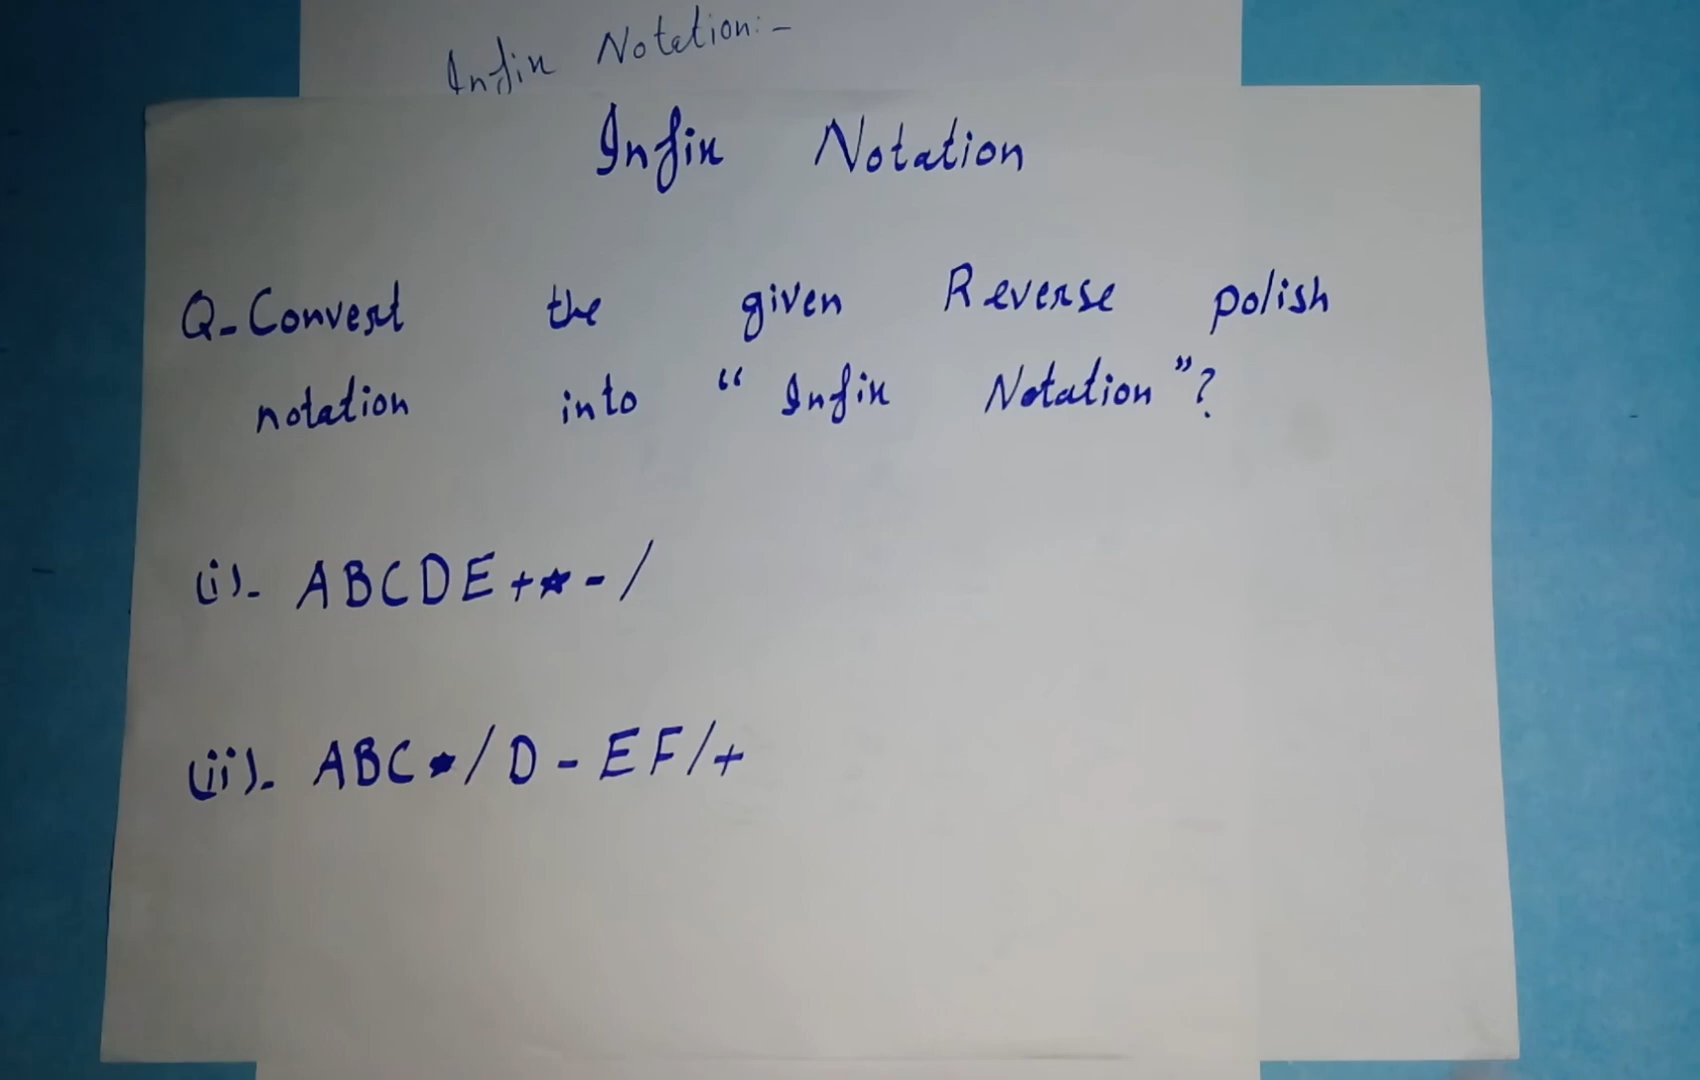 Infix Notation:-
Infix Notation
Q-Convert the given Reverse polish
notation into "Infix Notation"?
(i)- ABCDE+*-/
(ii)- ABC*/D-EF/+